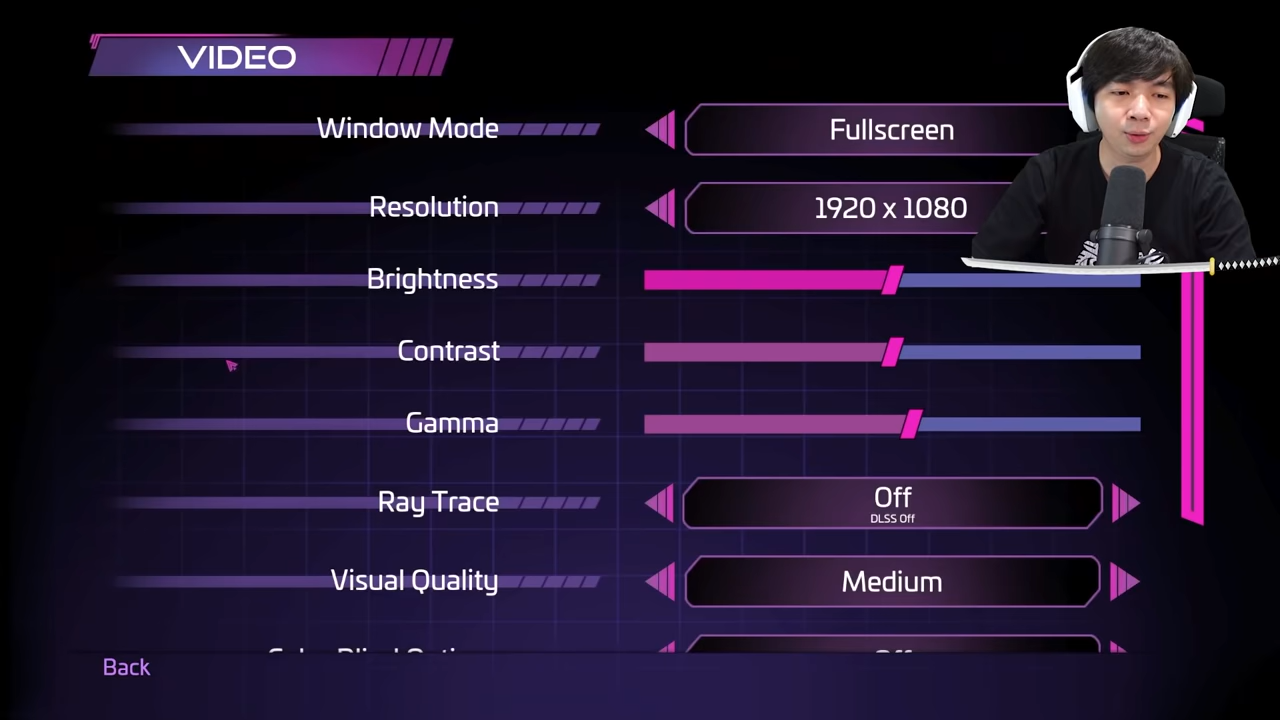 VIDEO
Window Mode
Fullscreen
Resolution
1920 x 1080
Brightness
Contrast
Gamma
Ray Trace
Off
DLSS Off
Visual Quality
Medium
Back